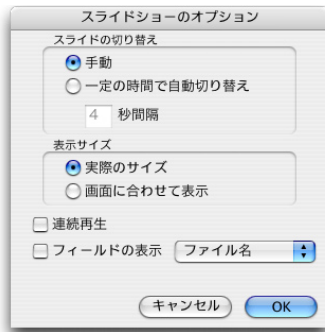 スライドショーのオプション
スライドの切り替え
手動
一定の時間で自動切り替え
4 秒間隔
表示サイズ
実際のサイズ
画面に合わせて表示
連続再生
フィールドの表示 ファイル名
キャンセル OK